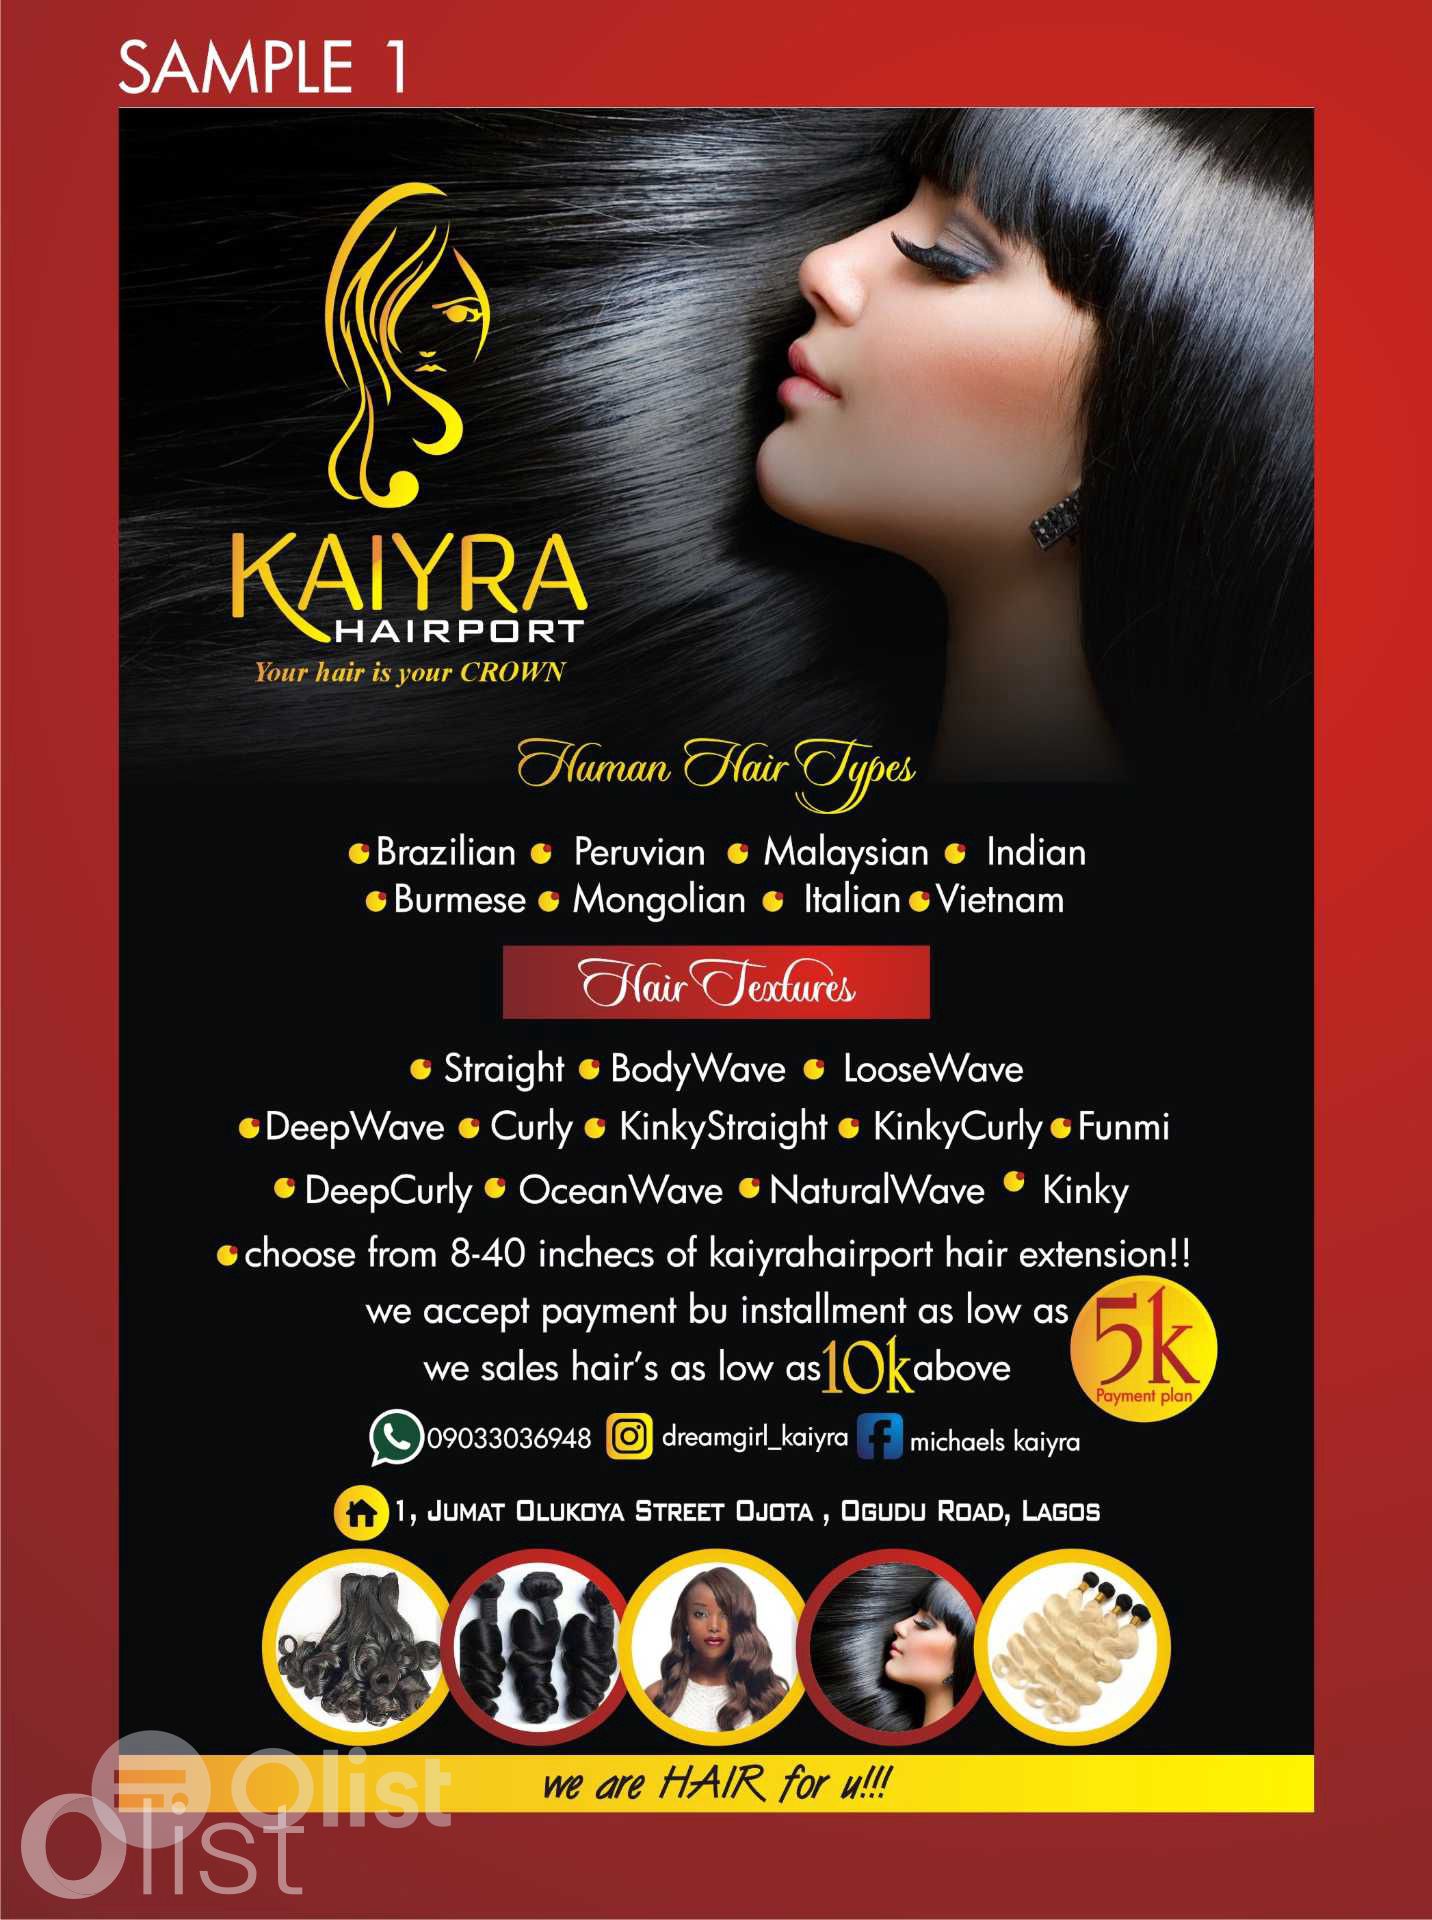 SAMPLE 1
KAIYRA
HAIRPORT
Your hair is your CROWN
Human Hair Types
Brazilian Peruvian Malaysian Indian
Burmese Mongolian Italian Vietnam
Hair Textures
Straight BodyWave LooseWave
DeepWave Curly KinkyStraight KinkyCurly Funmi
DeepCurly OceanWave NaturalWave Kinky
choose from 8-40 inchecs of kaiyrahairport hair extension!!
we accept payment bu installment as low as 5k
Payment plan
we sales hair's as low as 10k above
09033036948 dreamgirl_kaiyra michaels kaiyra
1, JUMAT OLUKOYA STREET OJOTA , OGUDU ROAD, LAGOS
we are HAIR for u!!!
Olist
Olist